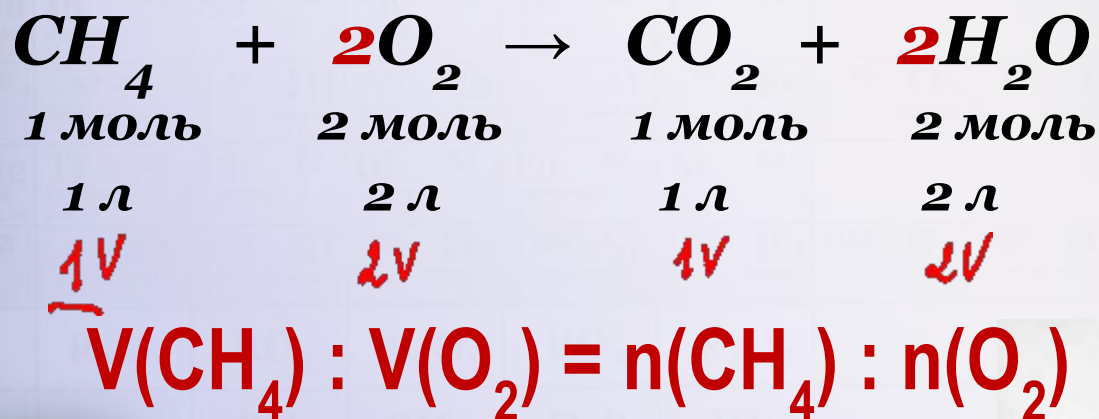 CH₄ + 2O₂ → CO₂ + 2H₂O
1 моль 2 моль 1 моль 2 моль
1 л 2 л 1 л 2 л
1V 2V 1V 2V
V(CH₄) : V(O₂) = n(CH₄) : n(O₂)